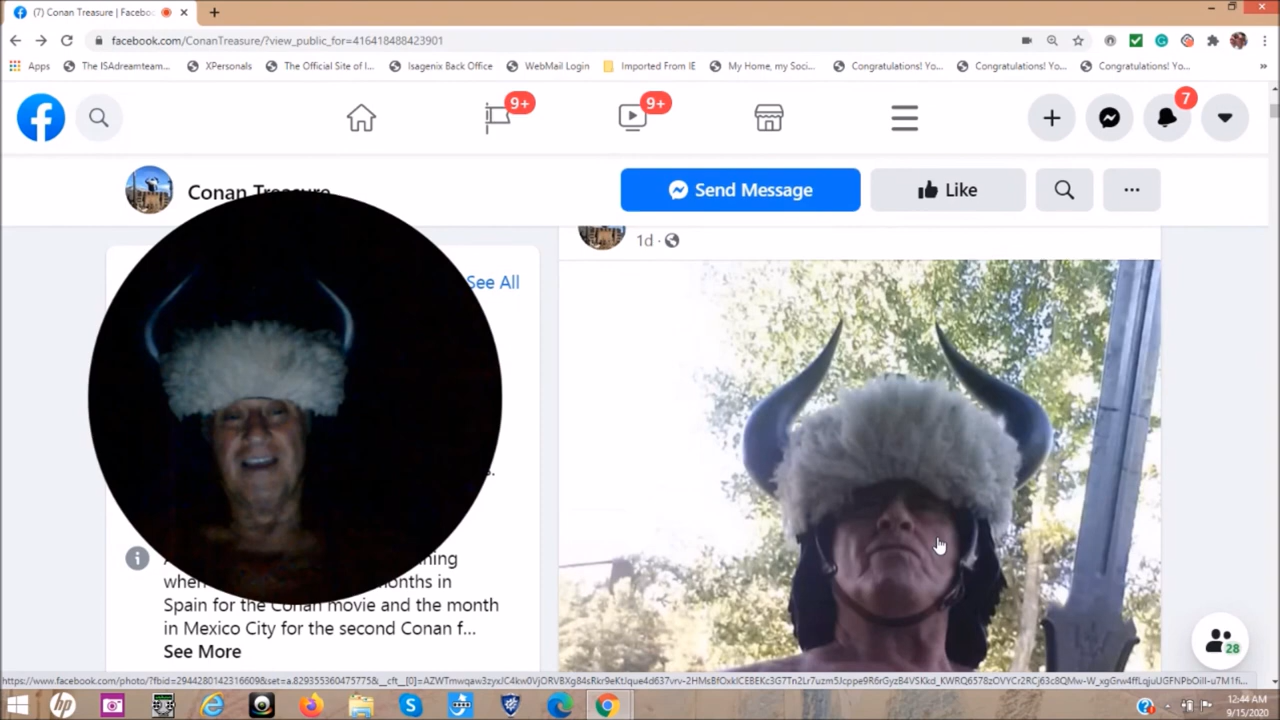 (7) Conan Treasure | Facebo
facebook.com/ConanTreasure/?view_public_for=416418488423901
Apps
The ISAdreamteam...
XPersonals
The Official Site of I...
Isagenix Back Office
WebMail Login
Imported From IE
My Home, my Soci...
Congratulations! Yo...
Congratulations! Yo...
Congratulations! Yo...
»
9+
9+
7
Conan Treasure
Send Message
Like
1d
See All
when
months in
Spain for the Conan movie and the month
in Mexico City for the second Conan f...
See More
28
12:44 AM
9/15/2020